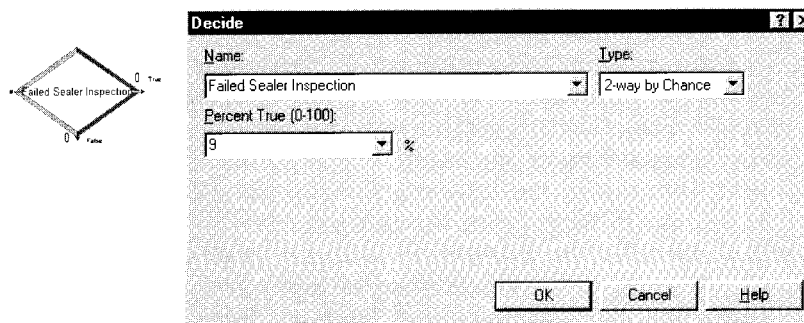 Decide
Name:
Type:
Failed Sealer Inspection
2-way by Chance
Percent True (0-100):
9
%
OK
Cancel
Help
0 True
Failed Sealer Inspection
0 False